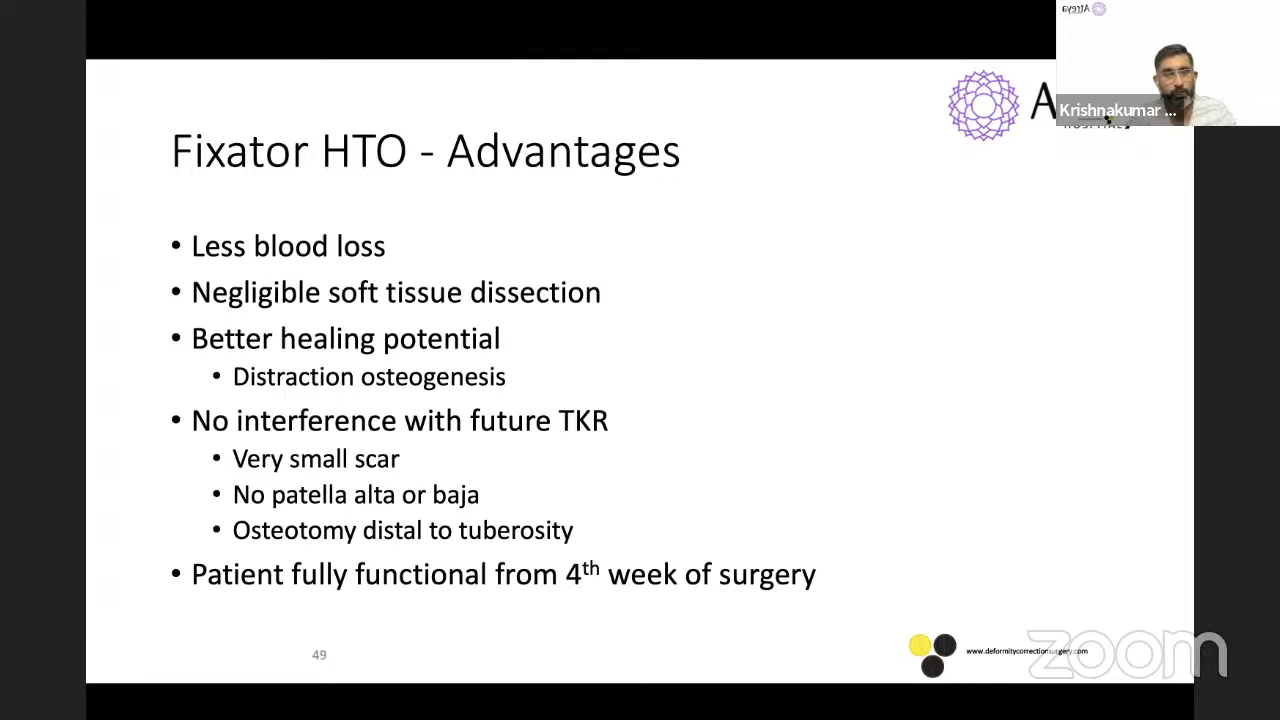 Atreya
Krishnakumar ...
A
Fixator HTO - Advantages
• Less blood loss
• Negligible soft tissue dissection
• Better healing potential
• Distraction osteogenesis
• No interference with future TKR
• Very small scar
• No patella alta or baja
• Osteotomy distal to tuberosity
• Patient fully functional from 4th week of surgery
49
www.deformitycorrectionsurgery.com
zoom